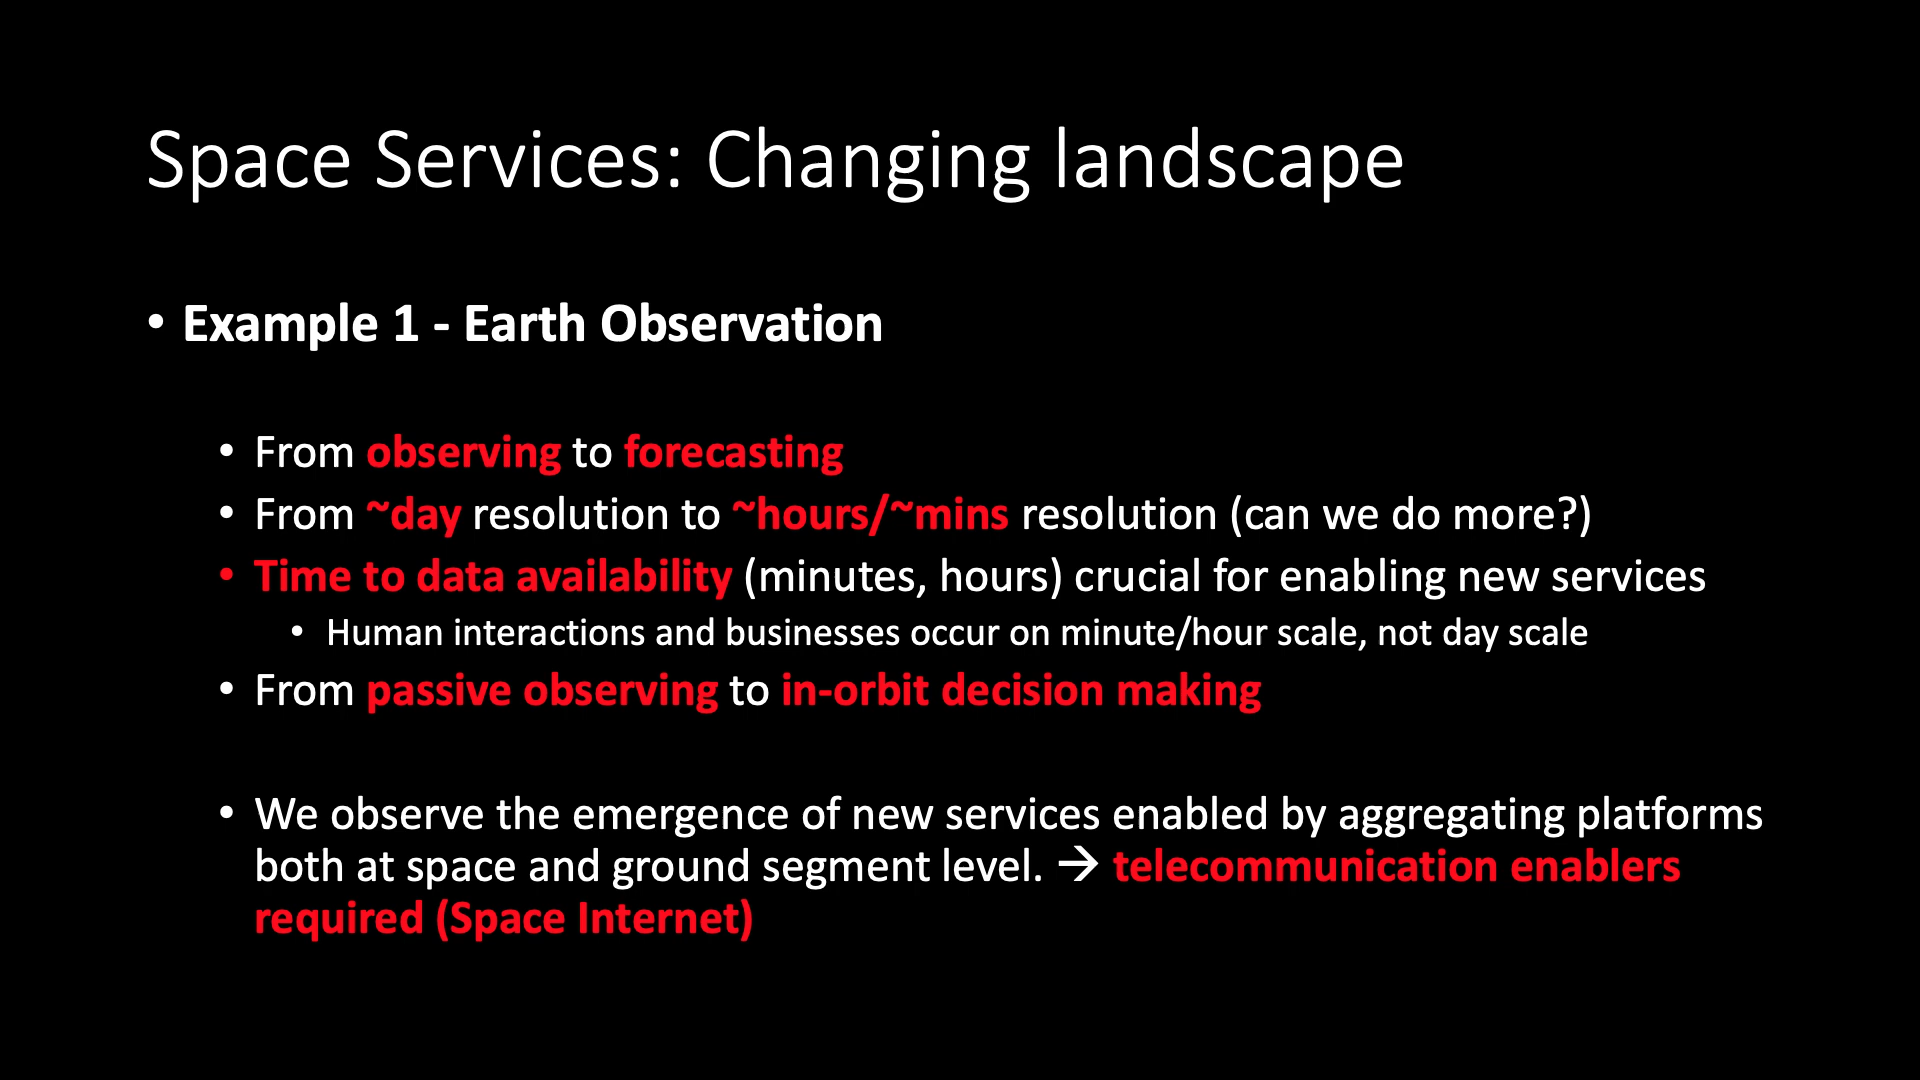 Space Services: Changing landscape
• Example 1 - Earth Observation
• From observing to forecasting
• From ~day resolution to ~hours/~mins resolution (can we do more?)
• Time to data availability (minutes, hours) crucial for enabling new services
• Human interactions and businesses occur on minute/hour scale, not day scale
• From passive observing to in-orbit decision making
• We observe the emergence of new services enabled by aggregating platforms
both at space and ground segment level. → telecommunication enablers
required (Space Internet)